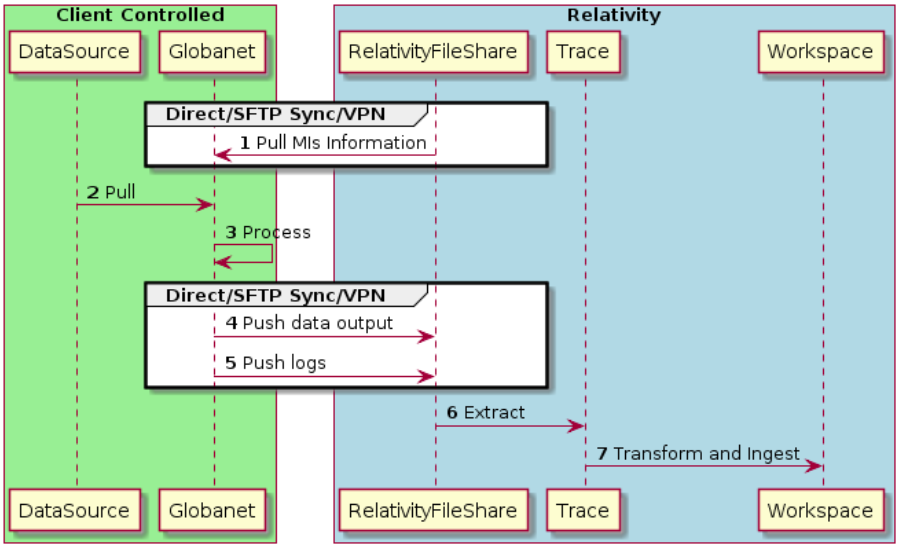 Client Controlled
Relativity
DataSource
Globanet
RelativityFileShare
Trace
Workspace
Direct/SFTP Sync/VPN
1 Pull MIs Information
2 Pull
3 Process
Direct/SFTP Sync/VPN
4 Push data output
5 Push logs
6 Extract
7 Transform and Ingest
DataSource
Globanet
RelativityFileShare
Trace
Workspace